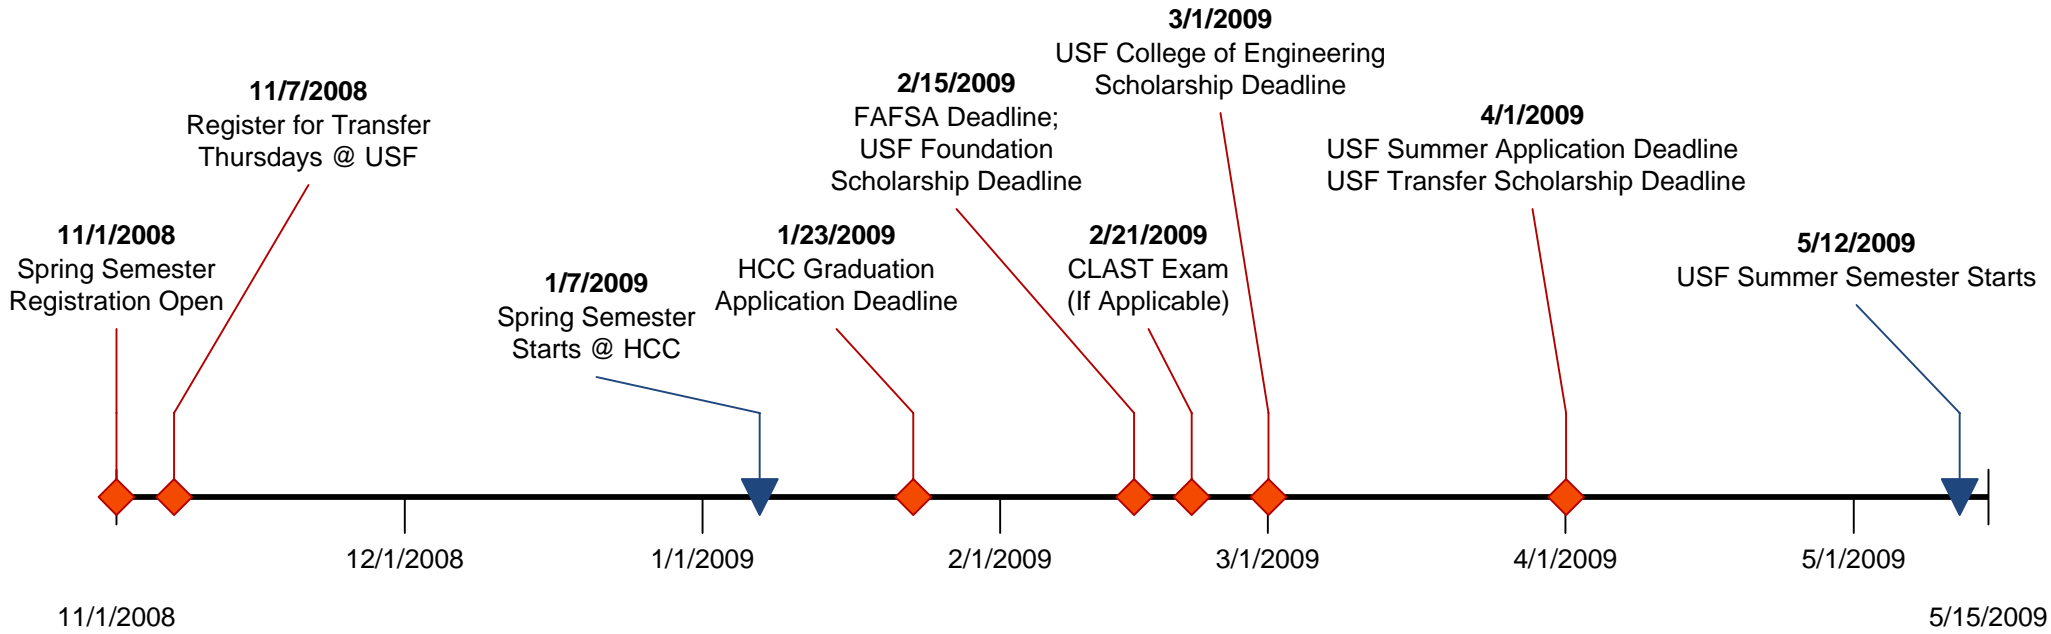 11/1/2008
Spring Semester
Registration Open
11/7/2008
Register for Transfer
Thursdays @ USF
1/7/2009
Spring Semester
Starts @ HCC
1/23/2009
HCC Graduation
Application Deadline
2/15/2009
FAFSA Deadline;
USF Foundation
Scholarship Deadline
2/21/2009
CLAST Exam
(If Applicable)
3/1/2009
USF College of Engineering
Scholarship Deadline
4/1/2009
USF Summer Application Deadline
USF Transfer Scholarship Deadline
5/12/2009
USF Summer Semester Starts
12/1/2008
1/1/2009
2/1/2009
3/1/2009
4/1/2009
5/1/2009
11/1/2008
5/15/2009